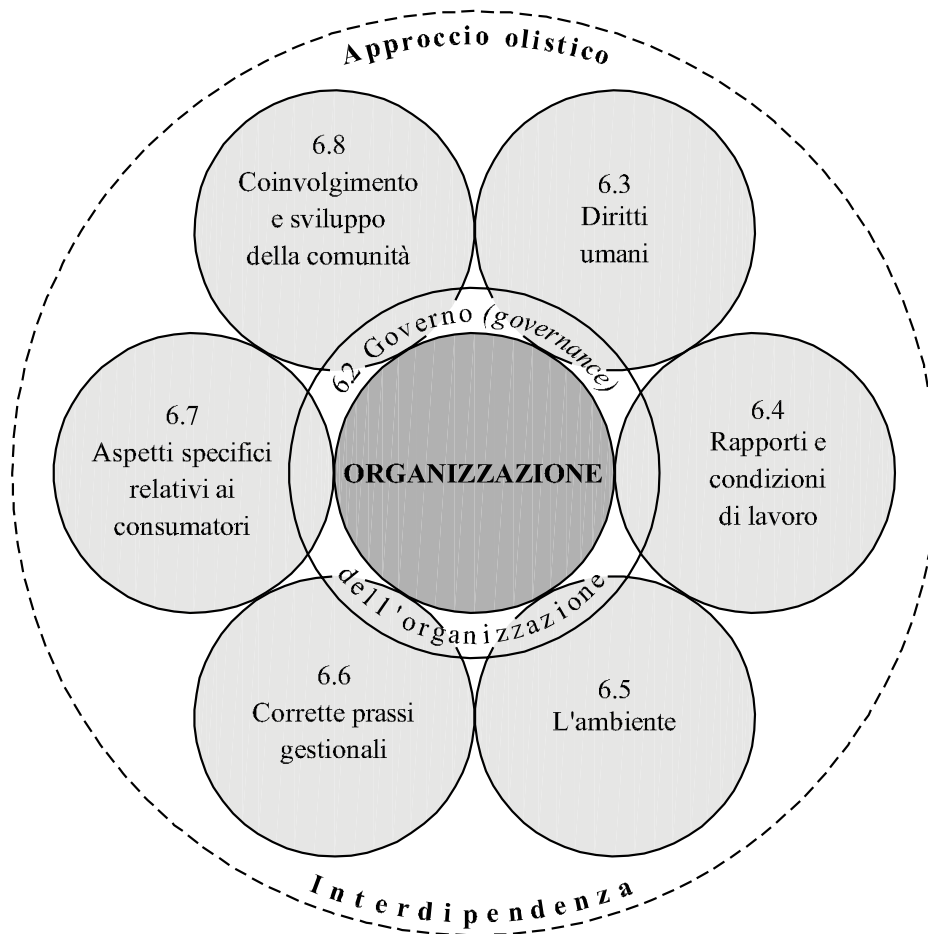 Approccio olistico
6.8
Coinvolgimento
e sviluppo
della comunità
6.3
Diritti
umani
62 Governo (governance)
6.7
Aspetti specifici
relativi ai
consumatori
ORGANIZZAZIONE
6.4
Rapporti e
condizioni
di lavoro
dell'organizzazione
6.6
Corrette prassi
gestionali
6.5
L'ambiente
Interdipendenza